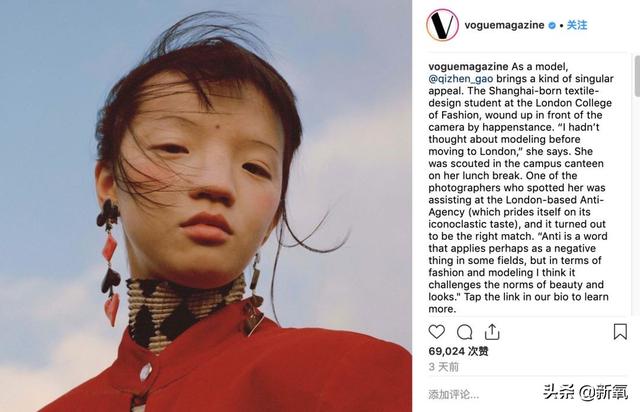 voguemagazine • 关注
voguemagazine As a model,
@qizhen_gao brings a kind of singular
appeal. The Shanghai-born textile-
design student at the London College
of Fashion, wound up in front of the
camera by happenstance. “I hadn’t
thought about modeling before
moving to London,” she says. She
was scouted in the campus canteen
on her lunch break. One of the
photographers who spotted her was
assisting at the London-based Anti-
Agency (which prides itself on its
iconoclastic taste), and it turned out
to be the right match. “Anti is a word
that applies perhaps as a negative
thing in some fields, but in terms of
fashion and modeling I think it
challenges the norms of beauty and
looks." Tap the link in our bio to learn
more.
69,024 次赞
3 天前
添加评论...
头条 @新氧